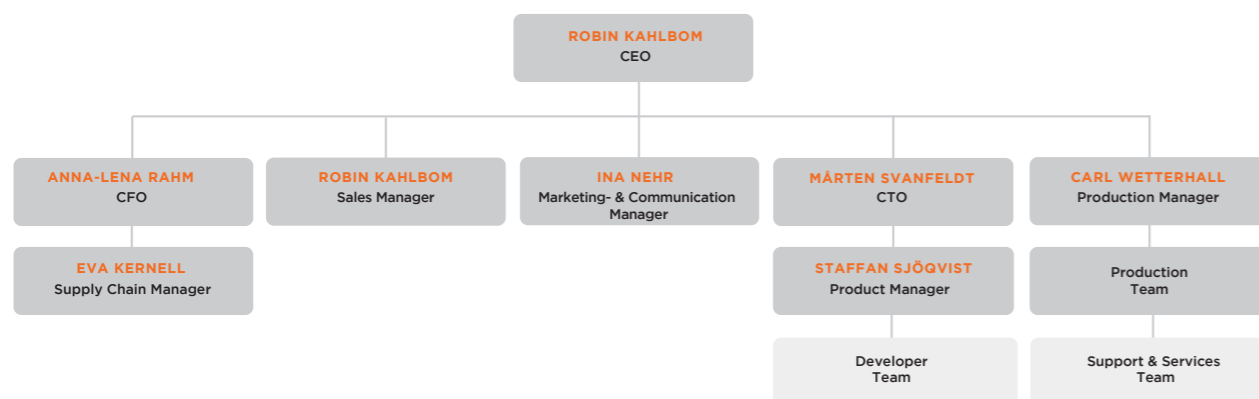 ROBIN KAHLBOM
CEO
ANNA-LENA RAHM
CFO
ROBIN KAHLBOM
Sales Manager
INA NEHR
Marketing- & Communication
Manager
MÅRTEN SVANFELDT
CTO
CARL WETTERHALL
Production Manager
EVA KERNELL
Supply Chain Manager
STAFFAN SJÖQVIST
Product Manager
Production
Team
Developer
Team
Support & Services
Team